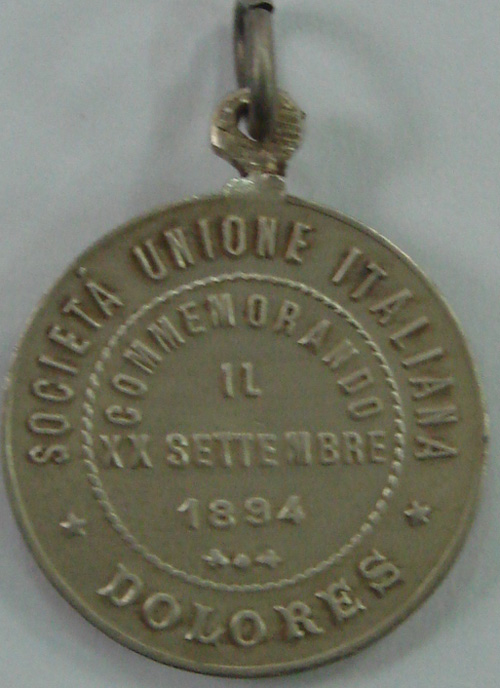 SOCIETÀ UNIONE ITALIANA
COMMEMORANDO
IL
XX SETTEMBRE
1894
DOLORES